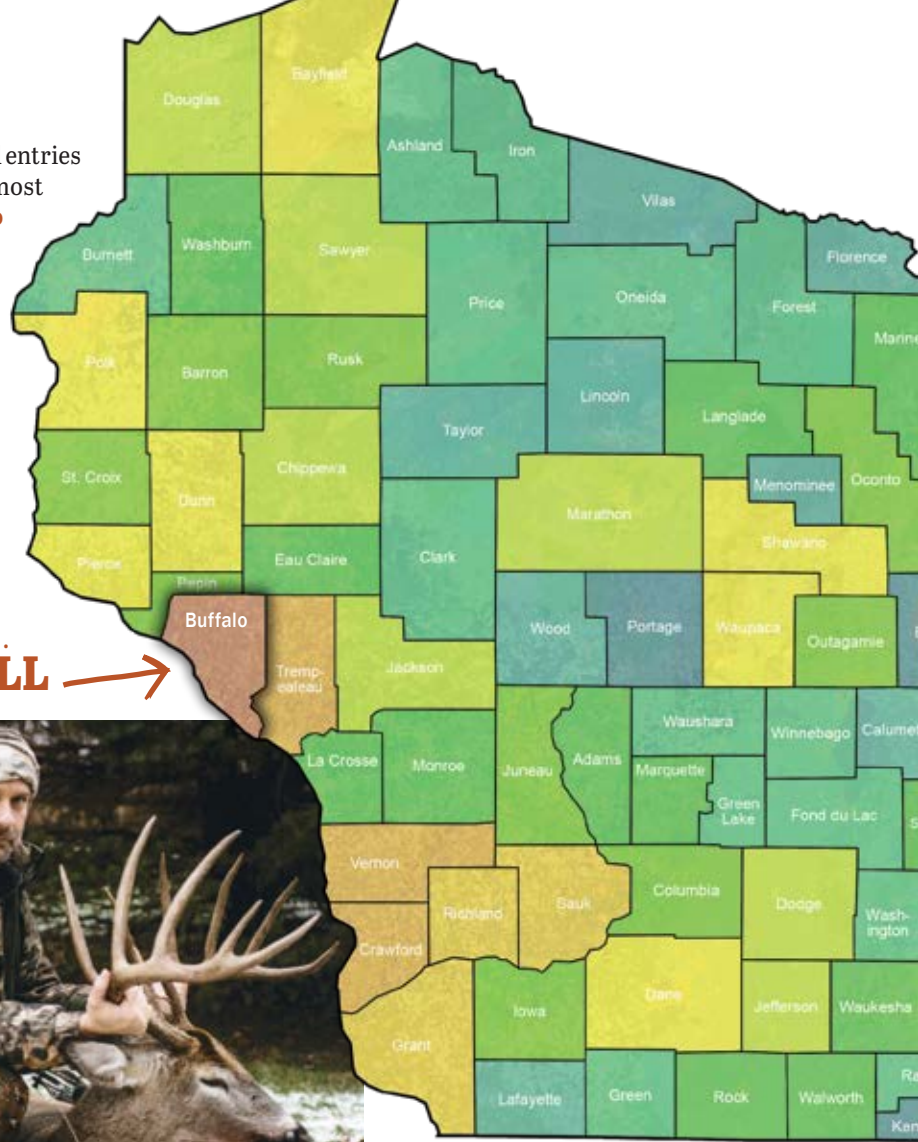 entries
most
LL
Douglas
Bayfield
Ashland
Iron
Vilas
Florence
Burnett
Washburn
Sawyer
Price
Oneida
Forest
Marine
Polk
Barron
Rusk
Taylor
Lincoln
Langlade
St. Croix
Dunn
Chippewa
Clark
Marathon
Menominee
Oconto
Pierce
Pepin
Eau Claire
Shawano
Buffalo
Tremp-
ealeau
Jackson
Wood
Portage
Waupaca
Outagamie
La Crosse
Monroe
Juneau
Adams
Waushara
Winnebago
Calumet
Marquette
Green
Lake
Fond du Lac
Vernon
Richland
Sauk
Columbia
Dodge
Wash-
ington
Crawford
Grant
Iowa
Dane
Jefferson
Waukesha
Lafayette
Green
Rock
Walworth
Ra
Ken